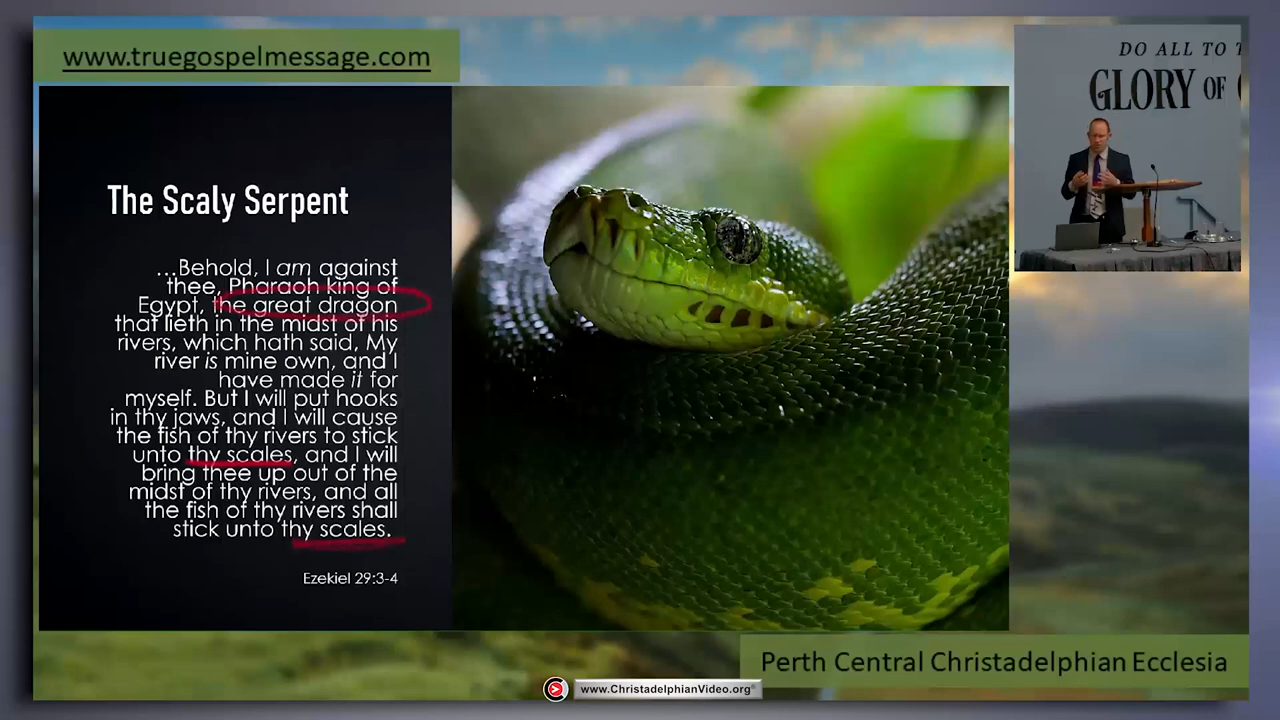 www.truegospelmessage.com
DO ALL TO T
GLORY OF
The Scaly Serpent
...Behold, I am against
thee, Pharaoh king of
Egypt, the great dragon
that lieth in the midst of his
rivers, which hath said, My
river is mine own, and I
have made it for
myself. But I will put hooks
in thy jaws, and I will cause
the fish of thy rivers to stick
unto thy scales, and I will
bring thee up out of the
midst of thy rivers, and all
the fish of thy rivers shall
stick unto thy scales.
Ezekiel 29:3-4
Perth Central Christadelphian Ecclesia
www.ChristadelphianVideo.org